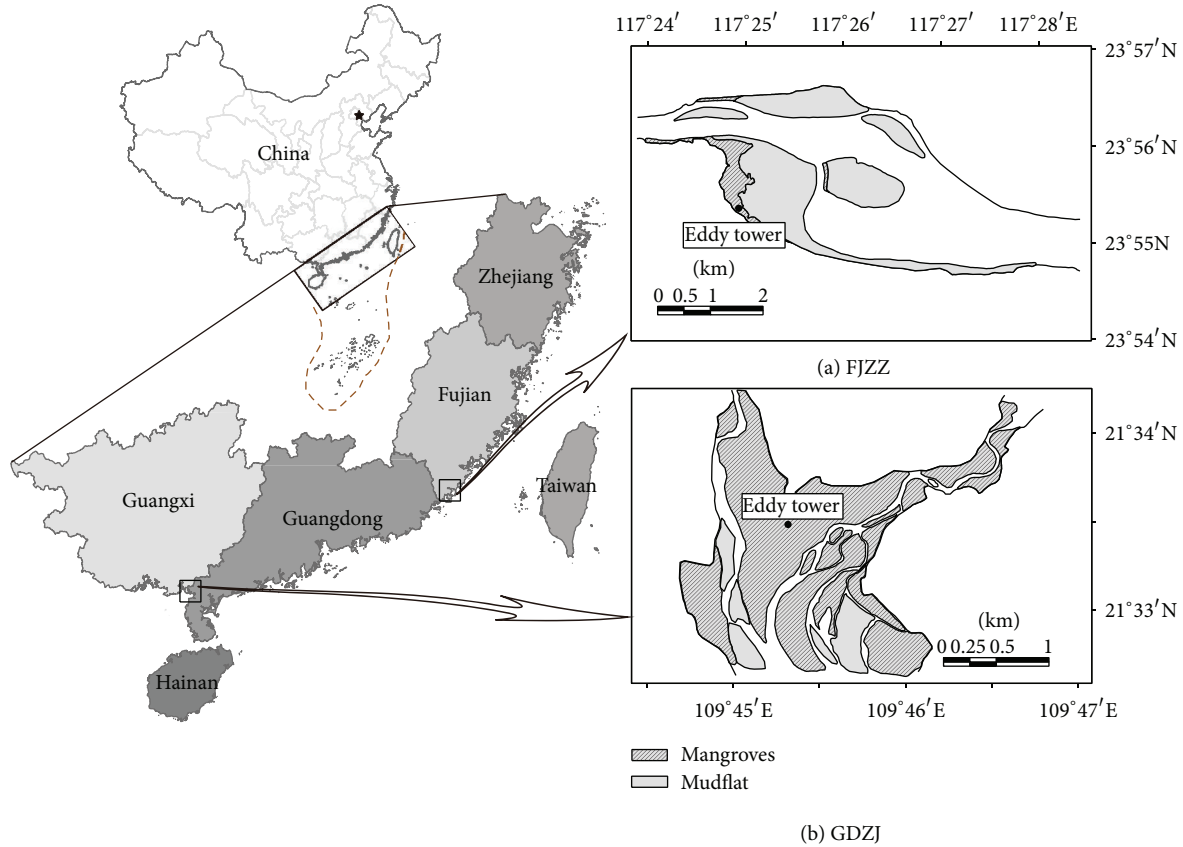 China
Zhejiang
Fujian
Taiwan
Guangxi
Guangdong
Hainan
117°24′ 117°25′ 117°26′ 117°27′ 117°28′E
23°57′N
23°56′N
23°55N
23°54′N
Eddy tower
(km)
0 0.5 1 2
(a) FJZZ
21°34′N
21°33′N
Eddy tower
(km)
0 0.25 0.5 1
109°45′E 109°46′E 109°47′E
Mangroves
Mudflat
(b) GDZJ